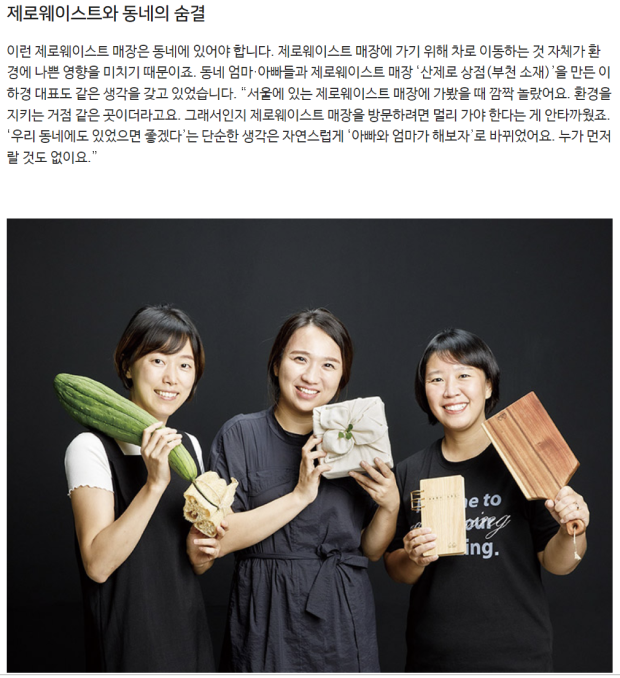 제로웨이스트와 동네의 숨결
이런 제로웨이스트 매장은 동네에 있어야 합니다. 제로웨이스트 매장에 가기 위해 차로 이동하는 것 자체가 환
경에 나쁜 영향을 미치기 때문이죠. 동네 엄마·아빠들과 제로웨이스트 매장 ‘산제로 상점(부천 소재)’을 만든 이
하경 대표도 같은 생각을 갖고 있었습니다. “서울에 있는 제로웨이스트 매장에 가봤을 때 깜짝 놀랐어요. 환경을
지키는 거점 같은 곳이더라고요. 그래서인지 제로웨이스트 매장을 방문하려면 멀리 가야 한다는 게 안타까웠죠.
‘우리 동네에도 있었으면 좋겠다’는 단순한 생각은 자연스럽게 ‘아빠와 엄마가 해보자’로 바뀌었어요. 누가 먼저
랄 것도 없이요.”
me to
our
ing.